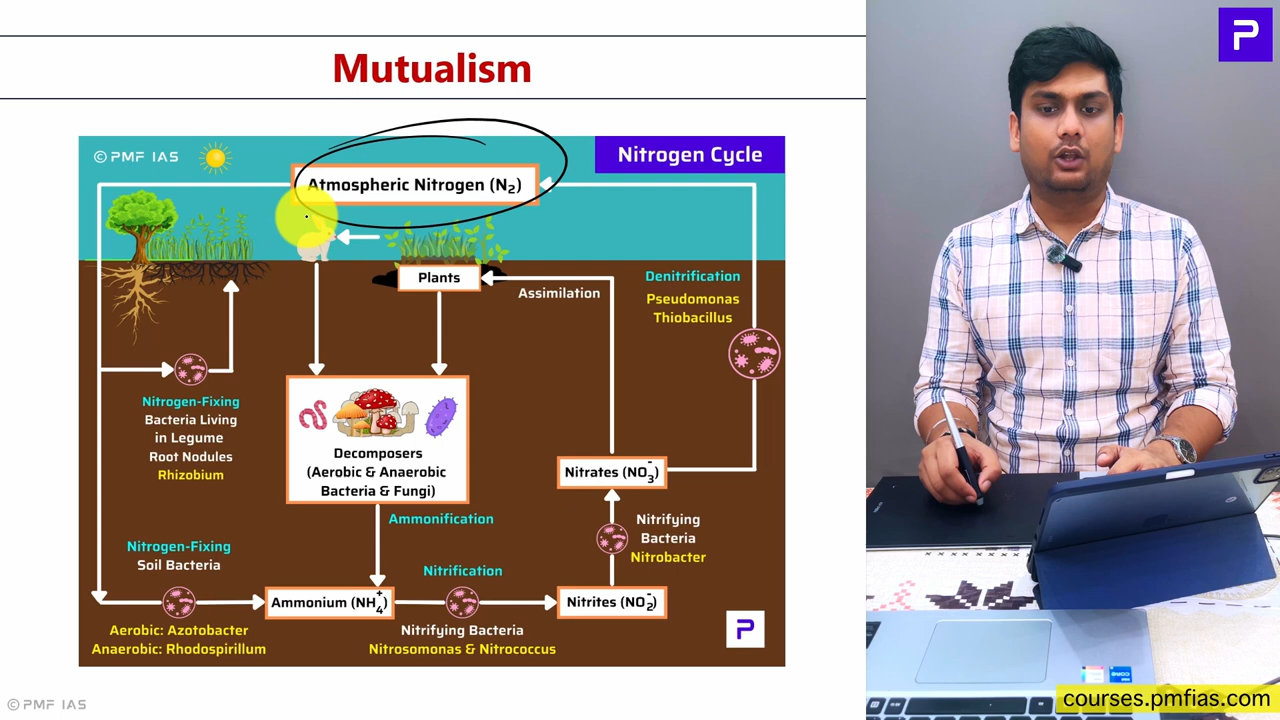 Mutualism
© PMF IAS
Nitrogen Cycle
Atmospheric Nitrogen (N₂)
Plants
Assimilation
Denitrification
Pseudomonas
Thiobacillus
Nitrogen-Fixing
Bacteria Living
in Legume
Root Nodules
Rhizobium
Decomposers
(Aerobic & Anaerobic
Bacteria & Fungi)
Nitrates (NO₃⁻)
Ammonification
Nitrifying
Bacteria
Nitrobacter
Nitrogen-Fixing
Soil Bacteria
Nitrification
Ammonium (NH₄⁺)
Nitrites (NO₂⁻)
Aerobic: Azotobacter
Anaerobic: Rhodospirillum
Nitrifying Bacteria
Nitrosomonas & Nitrococcus
P
© PMF IAS
P
courses.pmfias.com